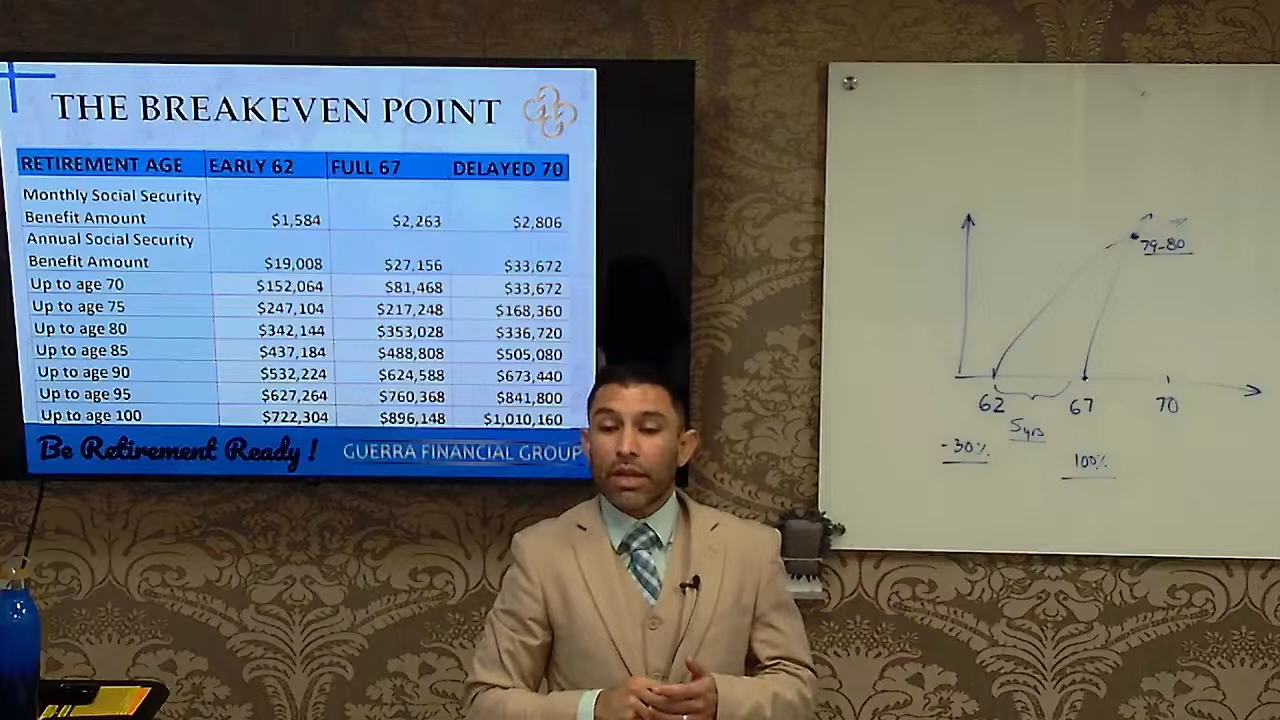 THE BREAKEVEN POINT
RETIREMENT AGE EARLY 62 FULL 67 DELAYED 70
Monthly Social Security
Benefit Amount $1,584 $2,263 $2,806
Annual Social Security
Benefit Amount $19,008 $27,156 $33,672
Up to age 70 $152,064 $81,468 $33,672
Up to age 75 $247,104 $217,248 $168,360
Up to age 80 $342,144 $353,028 $336,720
Up to age 85 $437,184 $488,808 $505,080
Up to age 90 $532,224 $624,588 $673,440
Up to age 95 $627,264 $760,368 $841,800
Up to age 100 $722,304 $896,148 $1,010,160
Be Retirement Ready! GUERRA FINANCIAL GROUP
79-80
62 67 70
5yrs
-30% 100%